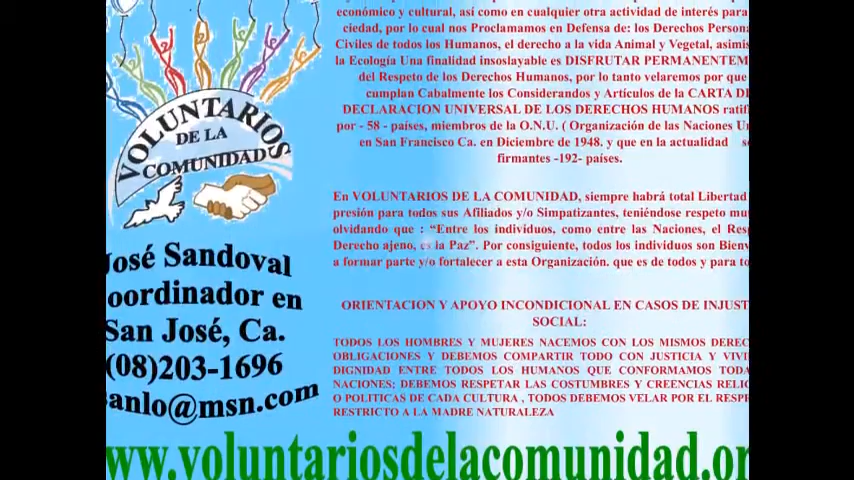 VOLUNTARIOS
DE LA
COMUNIDAD
José Sandoval
oordinador en
San José, Ca.
(08)203-1696
sanlo@msn.com
económico y cultural, así como en cualquier otra actividad de interés para
ciedad, por lo cual nos Proclamamos en Defensa de: los Derechos Persona
Civiles de todos los Humanos, el derecho a la vida Animal y Vegetal, asimis
la Ecología Una finalidad insoslayable es DISFRUTAR PERMANENTEM
del Respeto de los Derechos Humanos, por lo tanto velaremos por que
cumplan Cabalmente los Considerandos y Artículos de la CARTA DE
DECLARACION UNIVERSAL DE LOS DERECHOS HUMANOS ratifi
por - 58 - países, miembros de la O.N.U. ( Organización de las Naciones Un
en San Francisco Ca. en Diciembre de 1948. y que en la actualidad se
firmantes -192- países.
En VOLUNTARIOS DE LA COMUNIDAD, siempre habrá total Libertad
presión para todos sus Afiliados y/o Simpatizantes, teniéndose respeto mu
olvidando que : “Entre los individuos, como entre las Naciones, el Resp
Derecho ajeno, es la Paz”. Por consiguiente, todos los individuos son Bienv
a formar parte y/o fortalecer a esta Organización. que es de todos y para to
ORIENTACION Y APOYO INCONDICIONAL EN CASOS DE INJUST
SOCIAL:
TODOS LOS HOMBRES Y MUJERES NACEMOS CON LOS MISMOS DEREC
OBLIGACIONES Y DEBEMOS COMPARTIR TODO CON JUSTICIA Y VIVI
DIGNIDAD ENTRE TODOS LOS HUMANOS QUE CONFORMAMOS TODA
NACIONES; DEBEMOS RESPETAR LAS COSTUMBRES Y CREENCIAS RELIG
O POLITICAS DE CADA CULTURA , TODOS DEBEMOS VELAR POR EL RESPE
RESTRICTO A LA MADRE NATURALEZA
www.voluntariosdelacomunidad.or